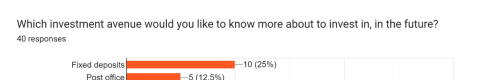 Which investment avenue would you like to know more about to invest in, in the future?
40 responses
Fixed deposits 10 (25%)
Post office 5 (12.5%)